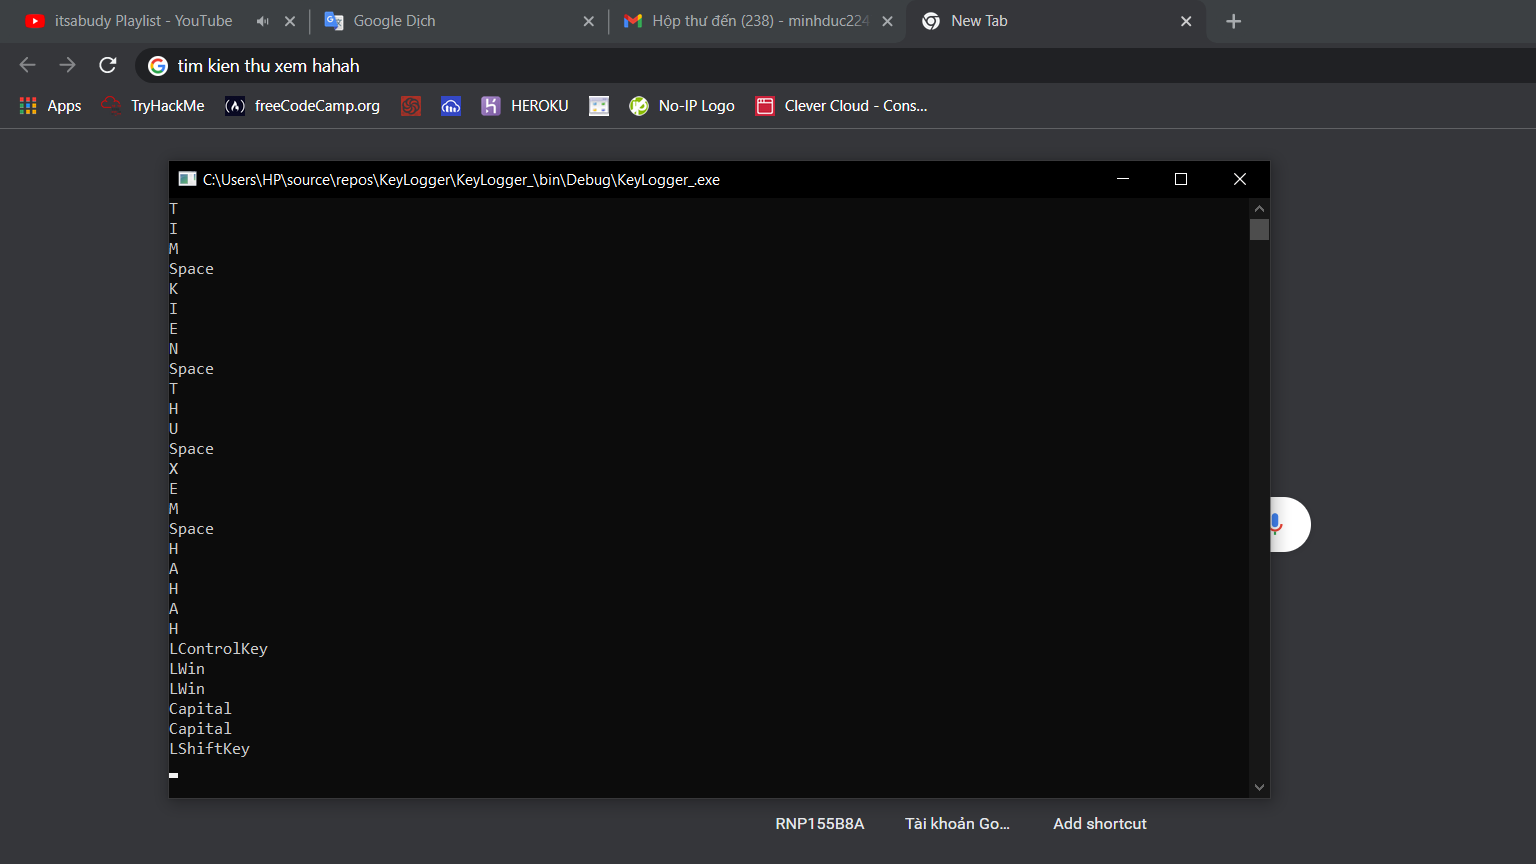 itsabudy Playlist - YouTube
Google Dịch
Hộp thư đến (238) - minhduc224
New Tab
tim kien thu xem hahah
Apps
TryHackMe
freeCodeCamp.org
HEROKU
No-IP Logo
Clever Cloud - Cons...
C:\Users\HP\source\repos\KeyLogger\KeyLogger_\bin\Debug\KeyLogger_.exe
T
I
M
Space
K
I
E
N
Space
T
H
U
Space
X
E
M
Space
H
A
H
A
H
LControlKey
LWin
LWin
Capital
Capital
LShiftKey
RNP155B8A
Tài khoản Go...
Add shortcut